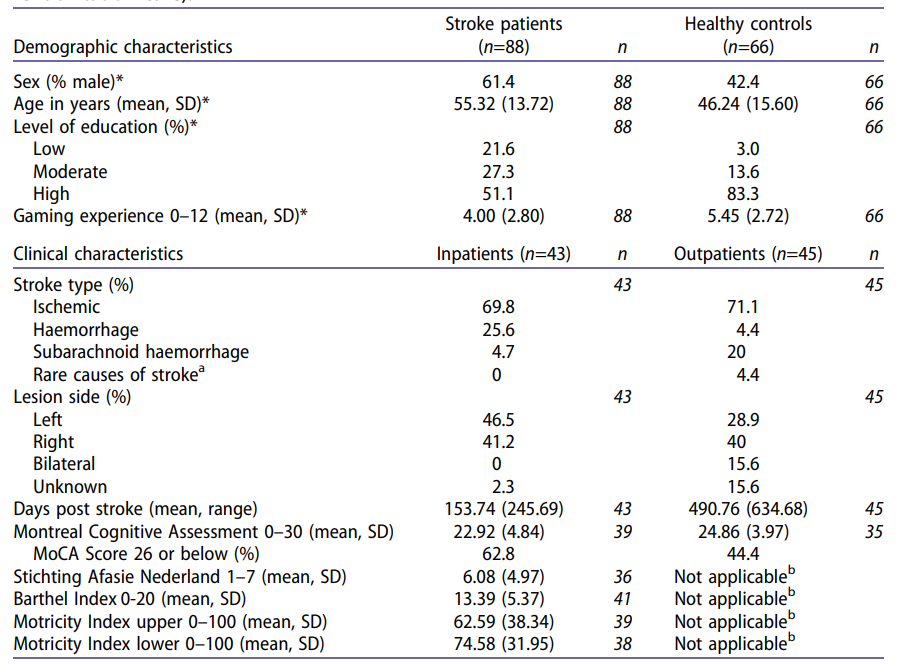 Stroke patients Healthy controls
Demographic characteristics (n=88) n (n=66) n
Sex (% male)* 61.4 88 42.4 66
Age in years (mean, SD)* 55.32 (13.72) 88 46.24 (15.60) 66
Level of education (%)* 88 66
Low 21.6 3.0
Moderate 27.3 13.6
High 51.1 83.3
Gaming experience 0–12 (mean, SD)* 4.00 (2.80) 88 5.45 (2.72) 66
Clinical characteristics Inpatients (n=43) n Outpatients (n=45) n
Stroke type (%) 43 45
Ischemic 69.8 71.1
Haemorrhage 25.6 4.4
Subarachnoid haemorrhage 4.7 20
Rare causes of strokeᵃ 0 4.4
Lesion side (%) 43 45
Left 46.5 28.9
Right 41.2 40
Bilateral 0 15.6
Unknown 2.3 15.6
Days post stroke (mean, range) 153.74 (245.69) 43 490.76 (634.68) 45
Montreal Cognitive Assessment 0–30 (mean, SD) 22.92 (4.84) 39 24.86 (3.97) 35
MoCA Score 26 or below (%) 62.8 44.4
Stichting Afasie Nederland 1–7 (mean, SD) 6.08 (4.97) 36 Not applicableᵇ
Barthel Index 0-20 (mean, SD) 13.39 (5.37) 41 Not applicableᵇ
Motricity Index upper 0–100 (mean, SD) 62.59 (38.34) 39 Not applicableᵇ
Motricity Index lower 0–100 (mean, SD) 74.58 (31.95) 38 Not applicableᵇ